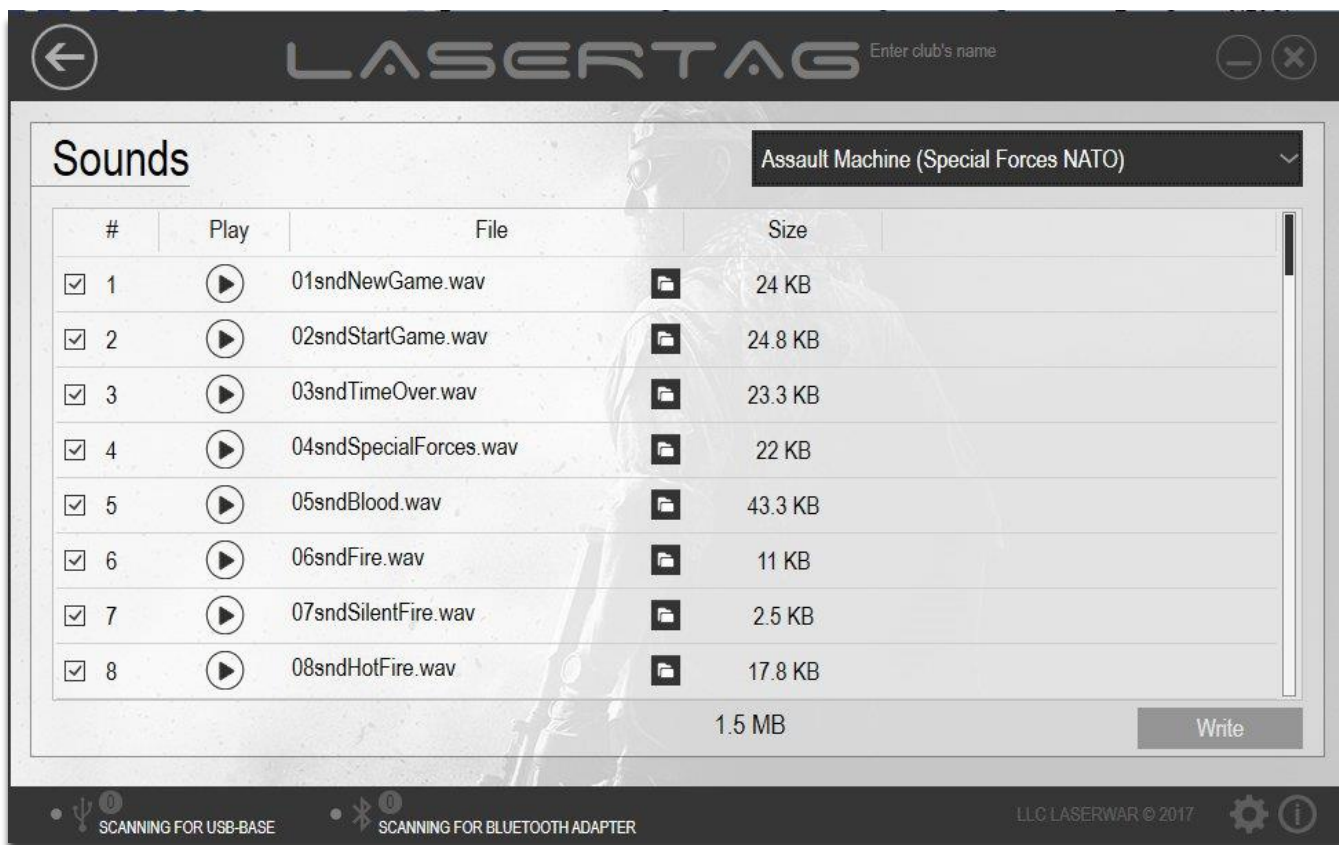 LASERTAG Enter club's name
Sounds
Assault Machine (Special Forces NATO)
# Play File Size
1 01sndNewGame.wav 24 KB
2 02sndStartGame.wav 24.8 KB
3 03sndTimeOver.wav 23.3 KB
4 04sndSpecialForces.wav 22 KB
5 05sndBlood.wav 43.3 KB
6 06sndFire.wav 11 KB
7 07sndSilentFire.wav 2.5 KB
8 08sndHotFire.wav 17.8 KB
1.5 MB Write
0 SCANNING FOR USB-BASE 0 SCANNING FOR BLUETOOTH ADAPTER LLC LASERWAR © 2017